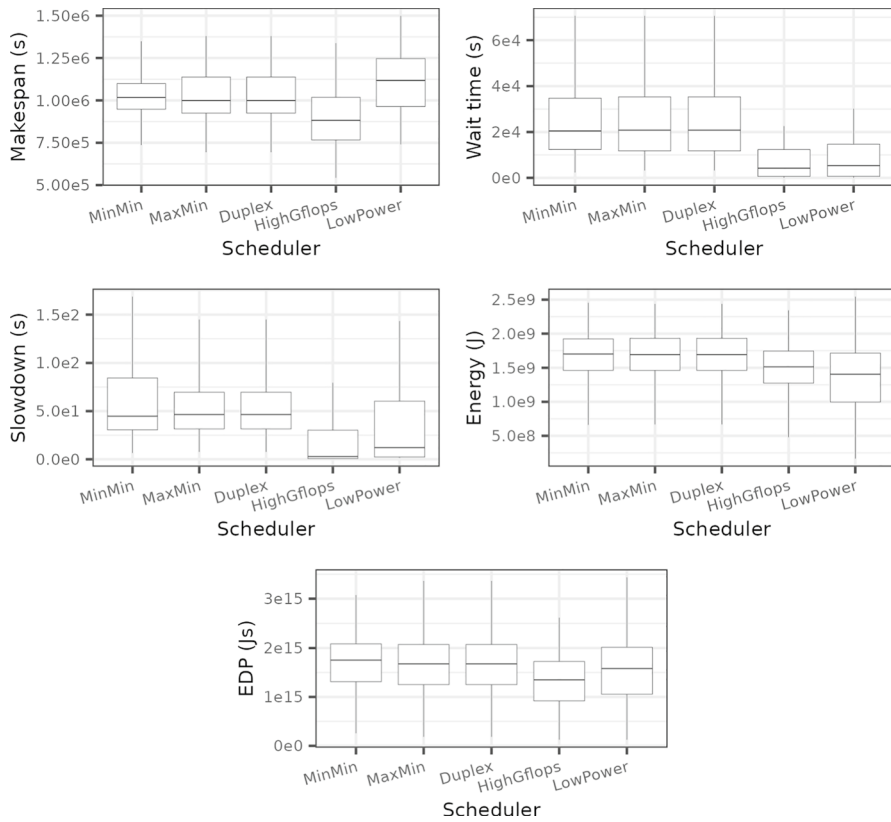 Makespan (s)
1.50e6
1.25e6
1.00e6
7.50e5
5.00e5
MinMin
MaxMin
Duplex
HighGflops
LowPower
Scheduler
Wait time (s)
6e4
4e4
2e4
0e0
MinMin
MaxMin
Duplex
HighGflops
LowPower
Scheduler
Slowdown (s)
1.5e2
1.0e2
5.0e1
0.0e0
MinMin
MaxMin
Duplex
HighGflops
LowPower
Scheduler
Energy (J)
2.5e9
2.0e9
1.5e9
1.0e9
5.0e8
MinMin
MaxMin
Duplex
HighGflops
LowPower
Scheduler
EDP (Js)
3e15
2e15
1e15
0e0
MinMin
MaxMin
Duplex
HighGflops
LowPower
Scheduler